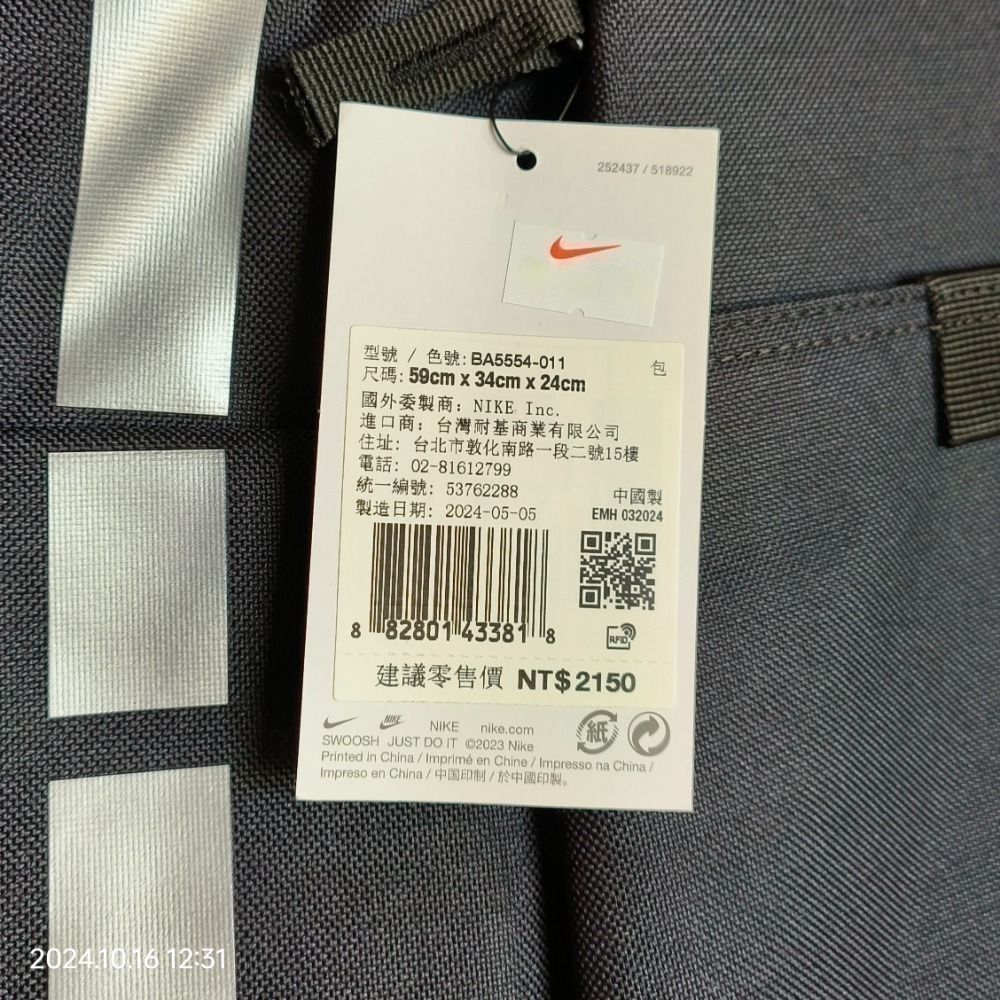 252437 / 518922
型號 / 色號: BA5554-011
包
尺碼: 59cm x 34cm x 24cm
國外委製商: NIKE Inc.
進口商: 台灣耐基商業有限公司
住址: 台北市敦化南路一段二號15樓
電話: 02-81612799
統一編號: 53762288
中國製
製造日期: 2024-05-05
EMH 032024
8 82801 43381 8
RFID
建議零售價 NT$2150
NIKE NIKE nike.com
SWOOSH JUST DO IT ©2023 Nike
紙
Printed in China / Imprimé en Chine / Impresso na China /
Impreso en China / 中国印制 / 於中國印製。
2024.10.16 12:31